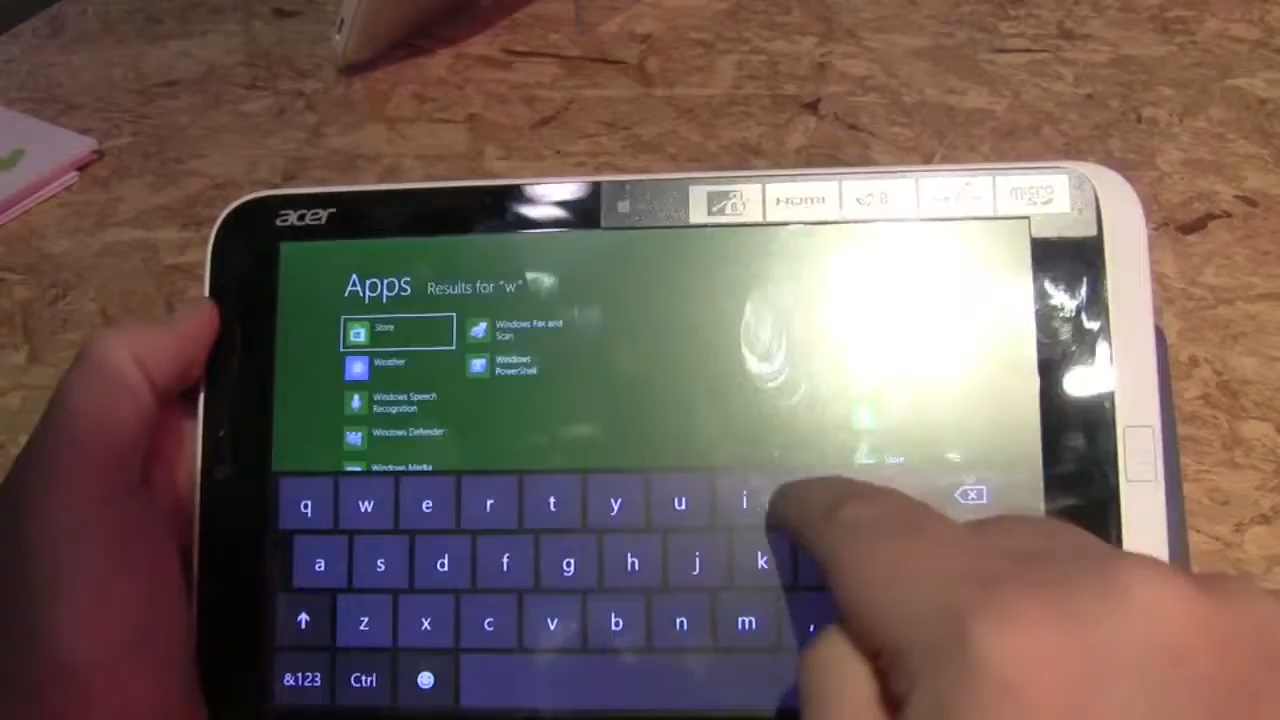 acer
HDMI
B
micro
Apps Results for "w"
Store
Windows Fax and
Scan
Weather
Windows
PowerShell
Windows Speech
Recognition
Windows Defender
Windows Media
Store
q w e r t y u i
a s d f g h j k
z x c v b n m ,
&123 Ctrl